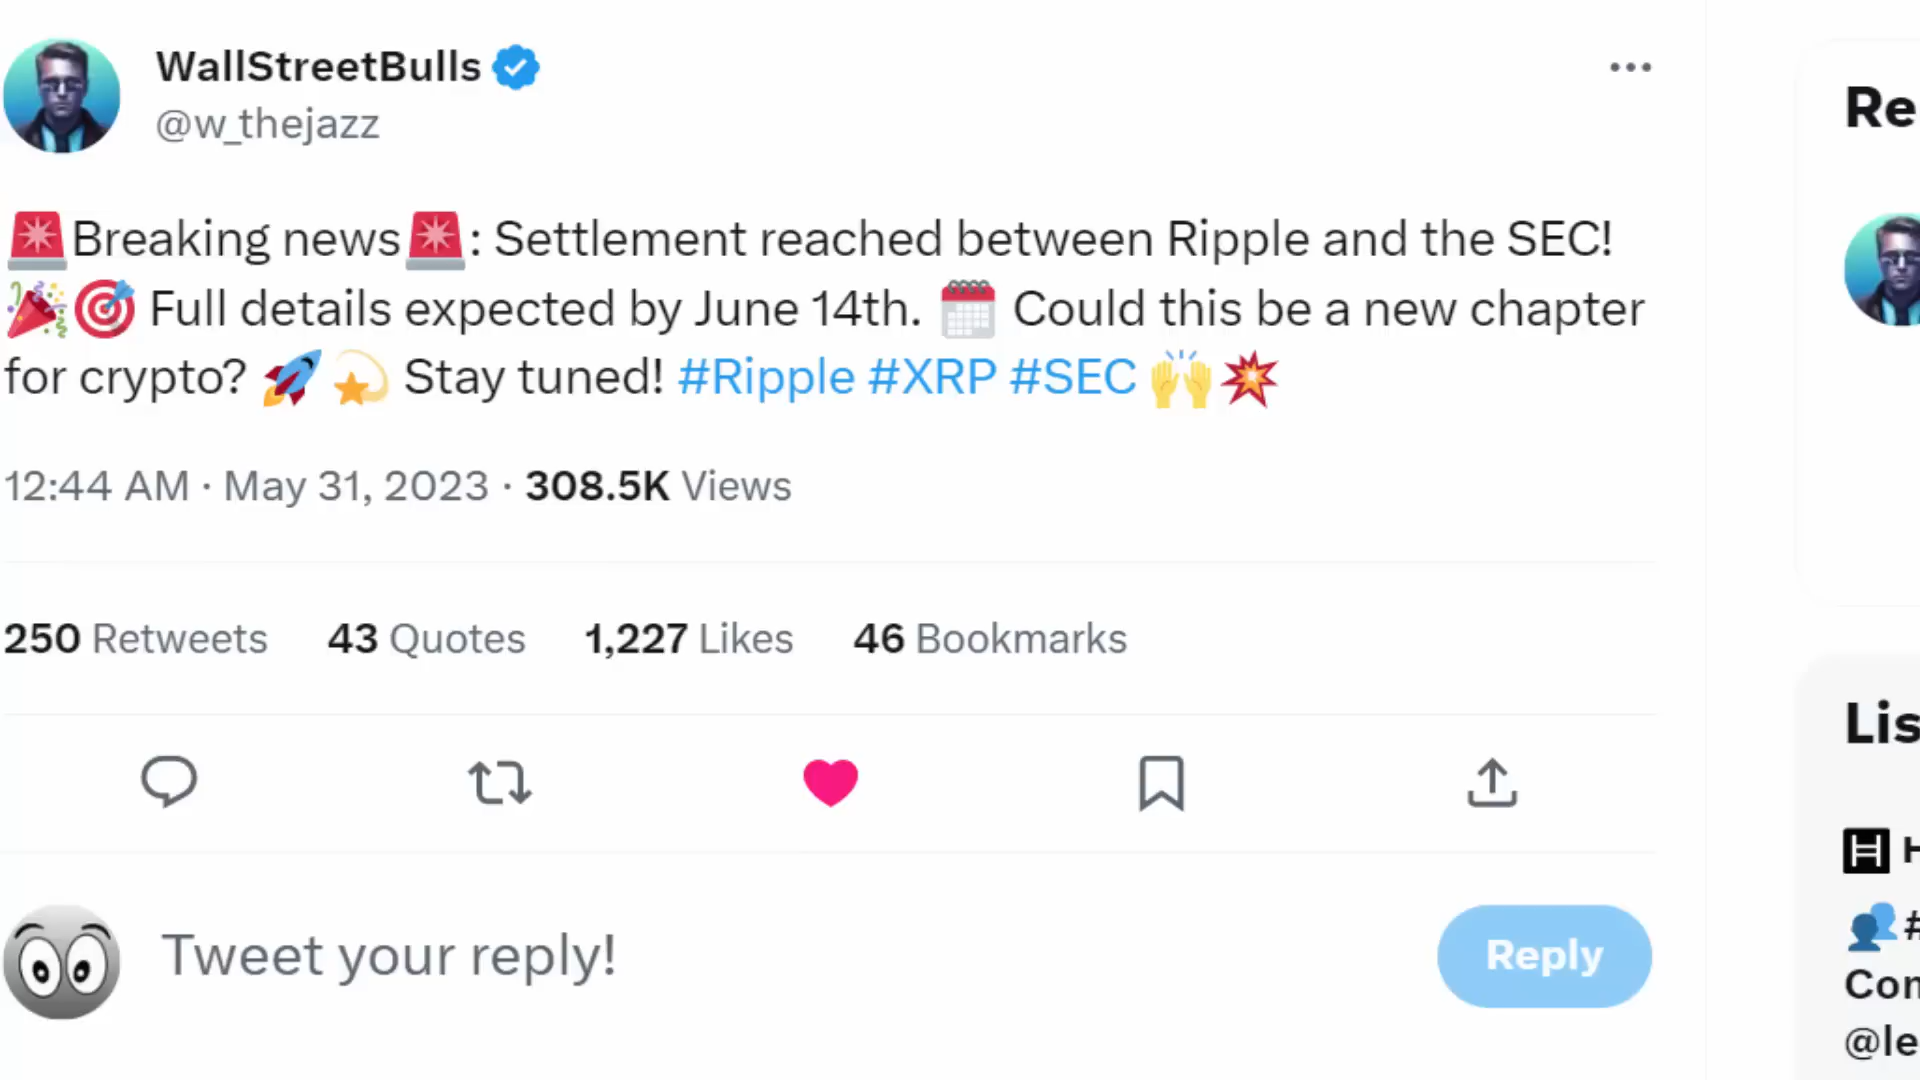 WallStreetBulls
@w_thejazz
🚨Breaking news🚨: Settlement reached between Ripple and the SEC!
🎉🎯 Full details expected by June 14th. 🗓️ Could this be a new chapter
for crypto? 🚀💫 Stay tuned! #Ripple #XRP #SEC 🙌💥
12:44 AM · May 31, 2023 · 308.5K Views
250 Retweets 43 Quotes 1,227 Likes 46 Bookmarks
Tweet your reply!
Reply
Re
Lis
H
#
Con
@le